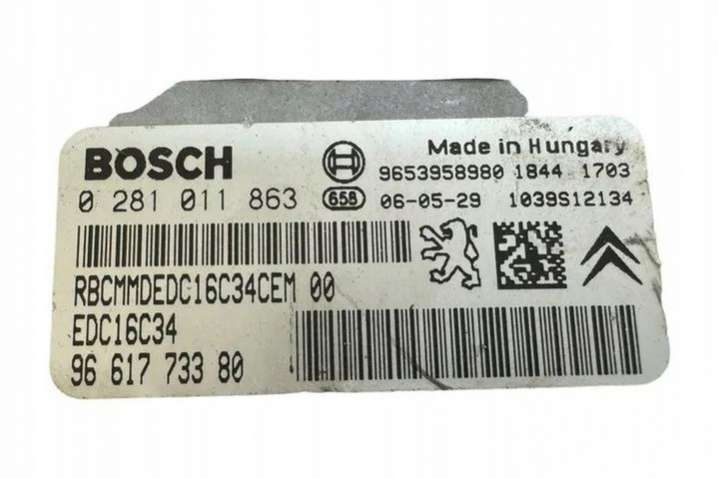 BOSCH
Made in Hungary
9653958980 1844 1703
0 281 011 863 658 06-05-29 1039S12134
RBCMMDEDC16C34CEM 00
EDC16C34
96 617 733 80